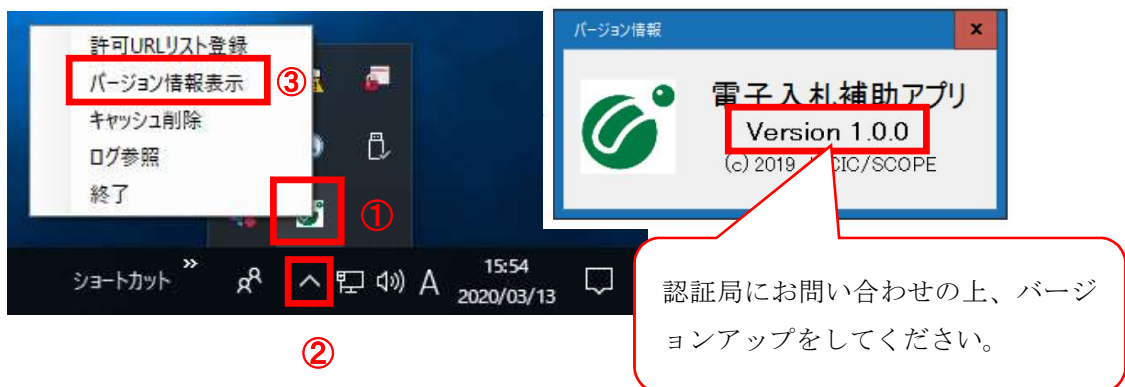 許可URLリスト登録
バージョン情報表示
③
キャッシュ削除
ログ参照
終了
①
ショートカット
»
A
15:54
2020/03/13
②
バージョン情報
x
電子入札補助アプリ
Version 1.0.0
(c) 2019 CIC/SCOPE
認証局にお問い合わせの上、バージ
ョンアップをしてください。